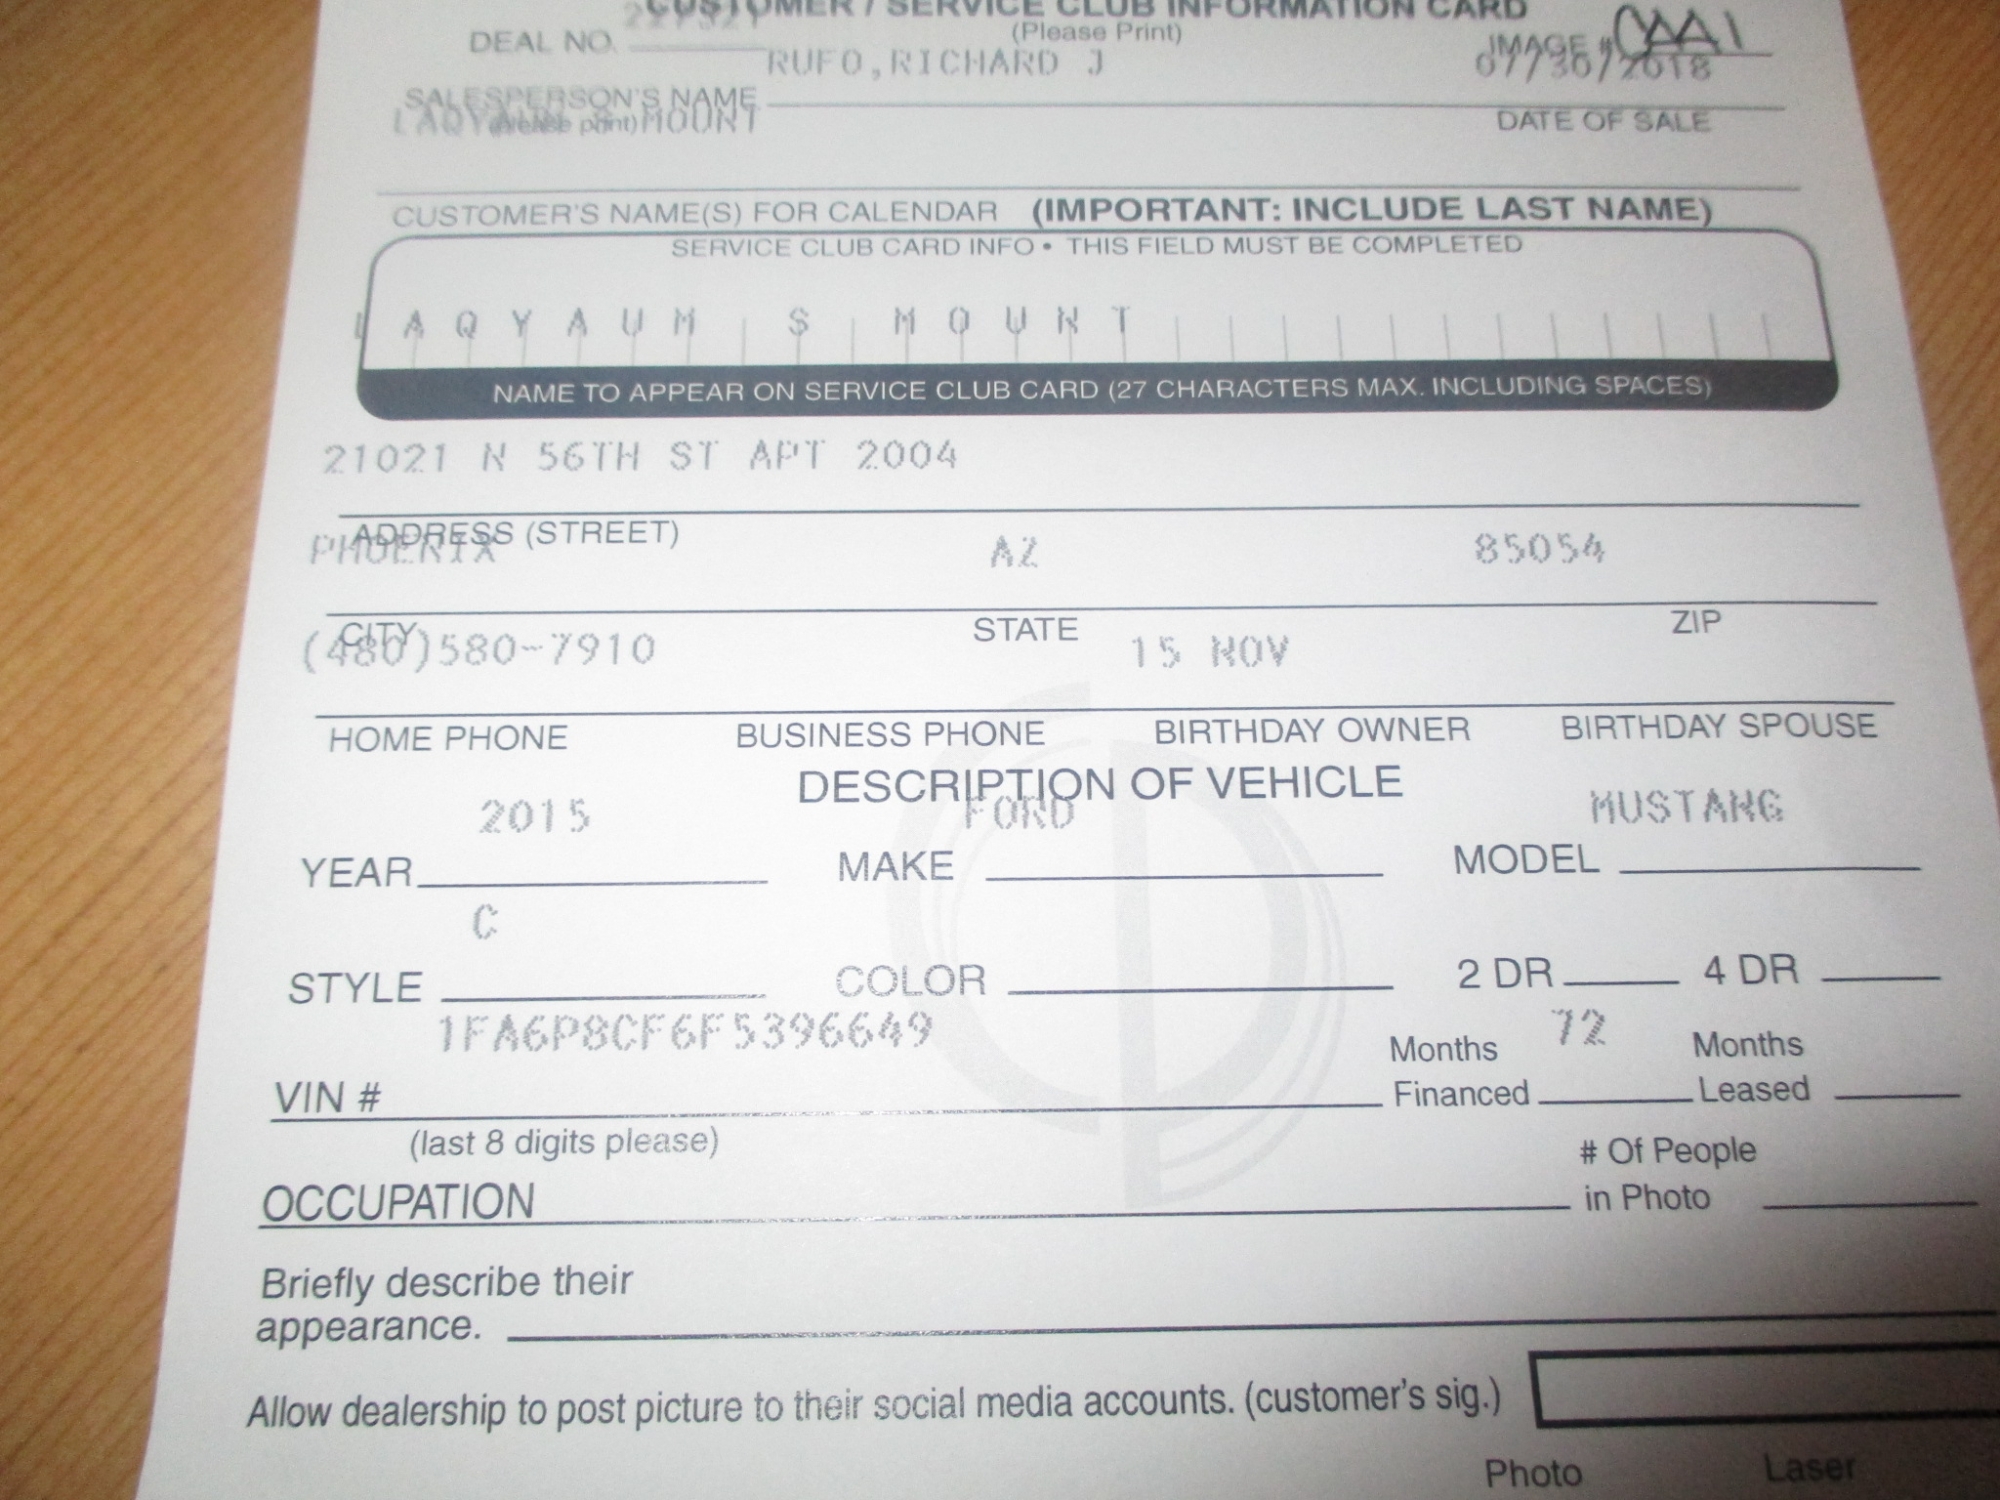 CUSTOMER / SERVICE CLUB INFORMATION CARD
(Please Print)
DEAL NO.
IMAGE #
RUFO,RICHARD J
07/30/2018
SALESPERSON'S NAME
(please print)
DATE OF SALE
LAQYAUM S MOUNT
CUSTOMER'S NAME(S) FOR CALENDAR (IMPORTANT: INCLUDE LAST NAME)
SERVICE CLUB CARD INFO • THIS FIELD MUST BE COMPLETED
L A Q Y A U M S M O U N T
NAME TO APPEAR ON SERVICE CLUB CARD (27 CHARACTERS MAX. INCLUDING SPACES)
21021 N 56TH ST APT 2004
ADDRESS (STREET)
PHOENIX AZ 85054
CITY STATE ZIP
(480)580-7910 15 NOV
HOME PHONE BUSINESS PHONE BIRTHDAY OWNER BIRTHDAY SPOUSE
DESCRIPTION OF VEHICLE
2015 FORD MUSTANG
YEAR MAKE MODEL
C
STYLE COLOR 2 DR 4 DR
1FA6P8CF6F5396649
VIN #
(last 8 digits please)
Months Financed 72 Months Leased
OCCUPATION
# Of People in Photo
Briefly describe their
appearance.
Allow dealership to post picture to their social media accounts. (customer's sig.)
Photo Laser